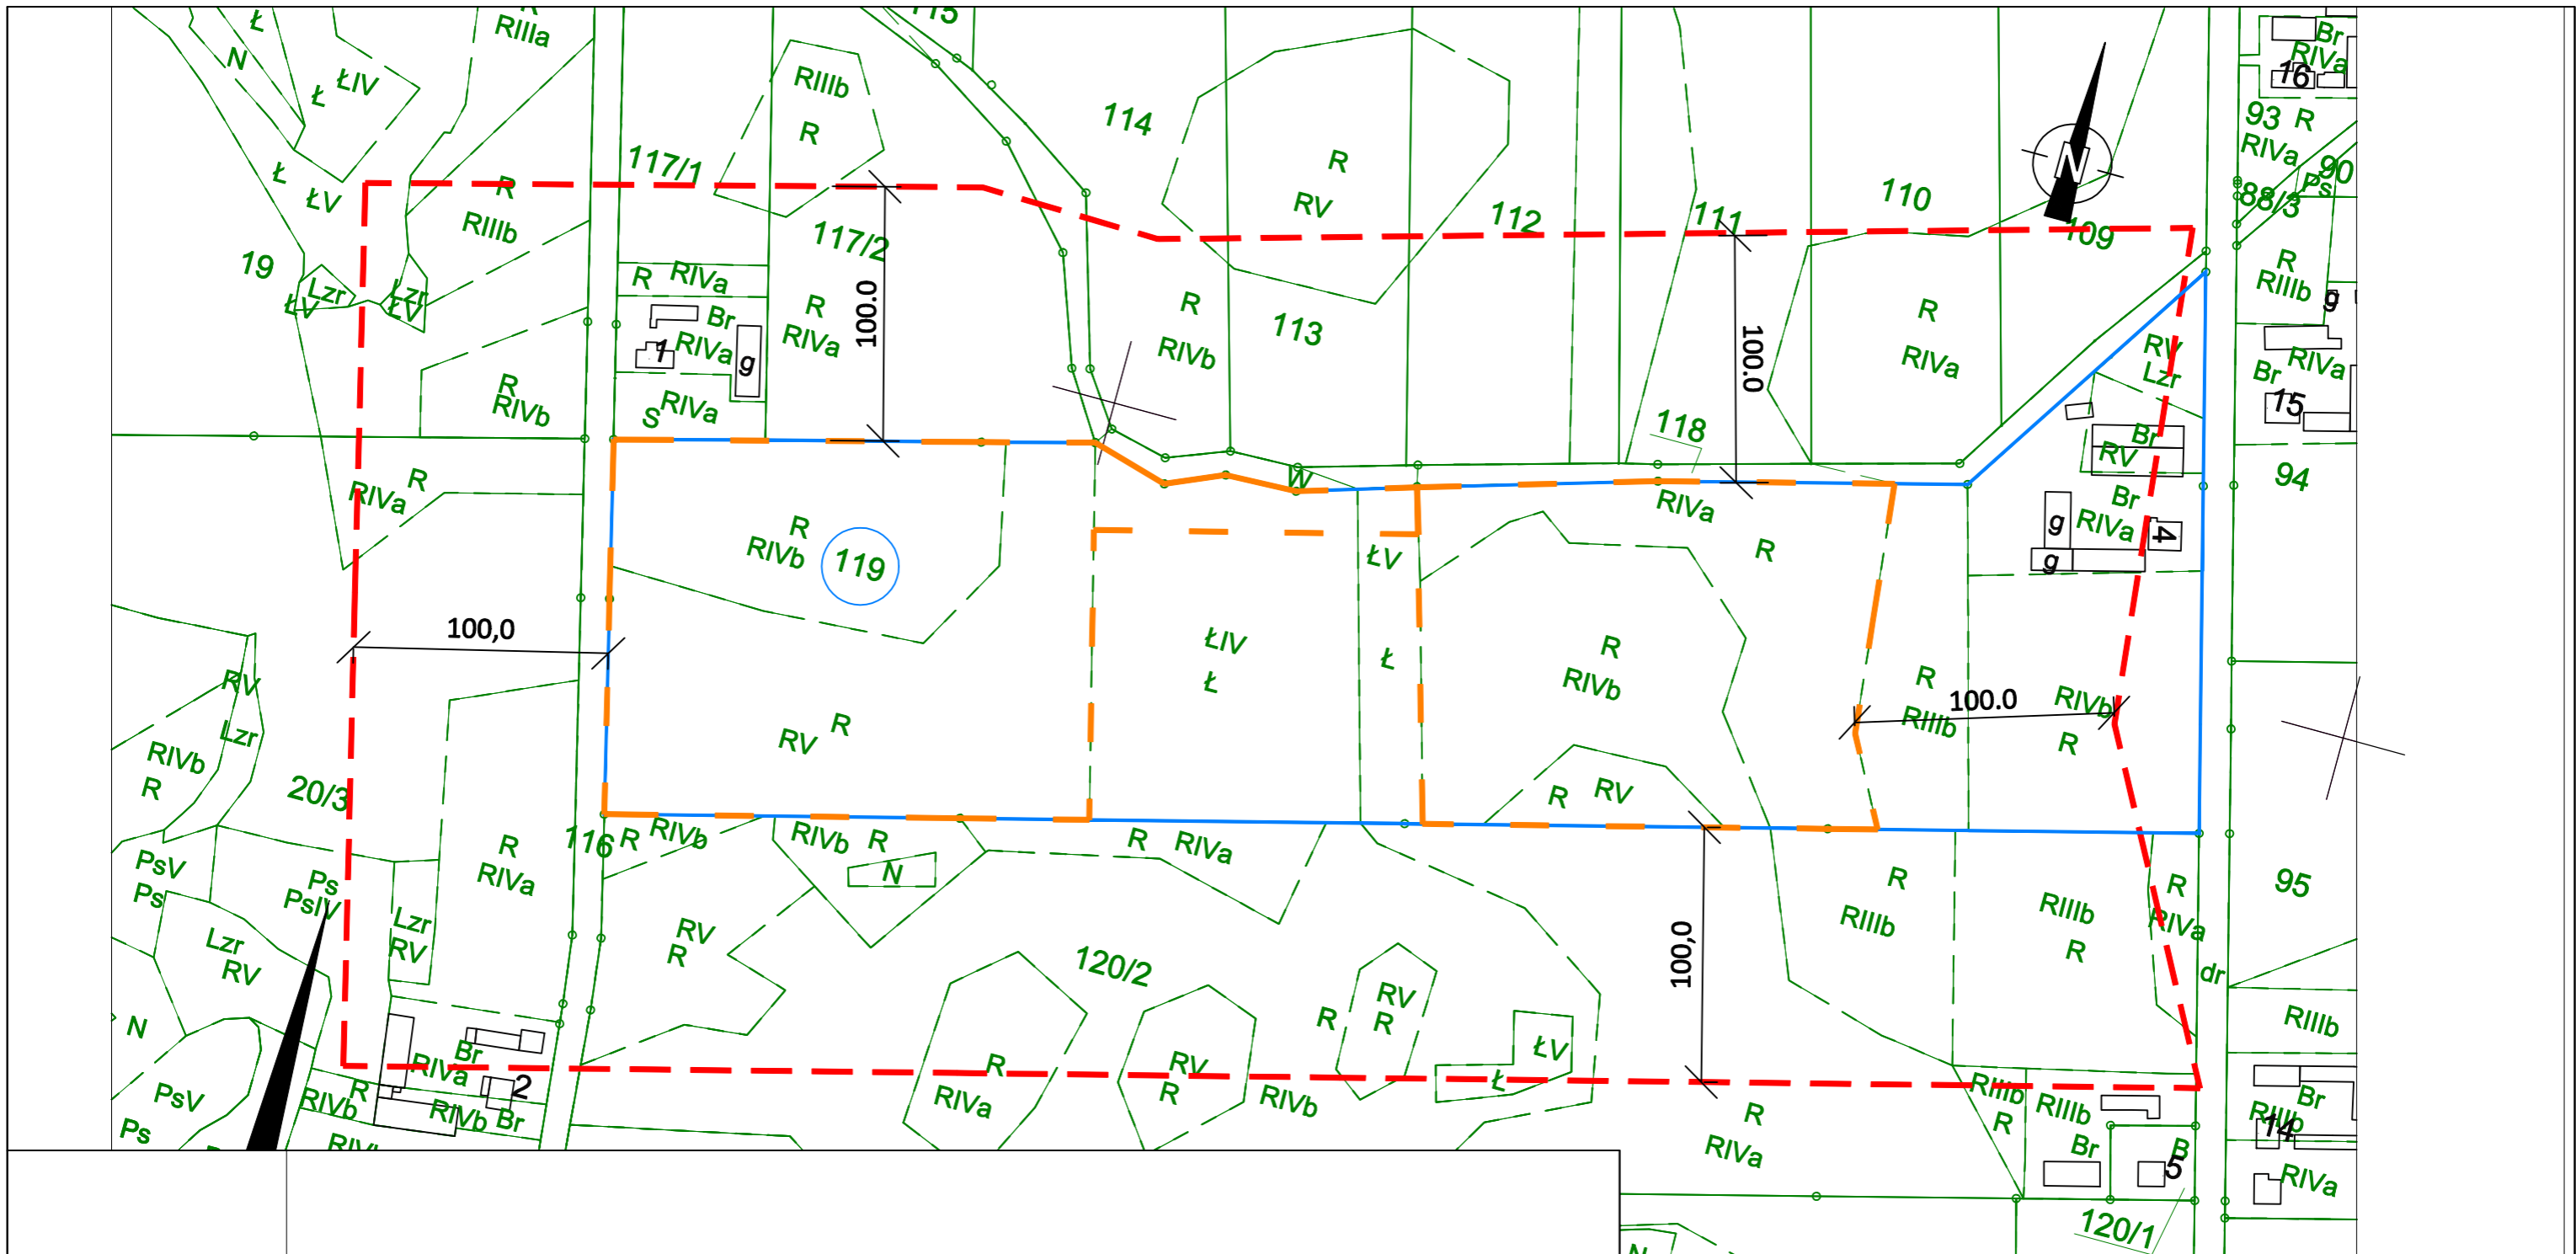 Ł
N
Ł
ŁIV
RIIIa
115
RIIIb
R
114
R
RV
Br
RIVa
16
93 R
RIVa
90
Ps
88/3
117/1
Ł
ŁV
R
RIIIb
117/2
112
111
110
109
19
Lzr
ŁV
Lzr
ŁV
R RIVa
Br
RIVa
1
g
R
RIVa
100.0
R
RIVb
113
100.0
R
RIVa
R
RIIIb
g
RV
Lzr
RIVa
Br
15
R
RIVb
S RIVa
118
Br
RV
94
R
RIVa
W
RIVa
R
Br
RIVa
g
g
4
R
RIVb
119
ŁV
100,0
ŁIV
Ł
Ł
R
RIVb
R
RIIIb
100.0
RIVb
R
RV
Lzr
RIVb
R
R
RV
20/3
R
RV
116
R RIVb
RIVb R
N
R RIVa
R
RIVa
PsV
Ps
Ps
PsIV
Lzr
RV
Lzr
RV
RV
R
120/2
R
RIIIb
RIIIb
R
R
RIVa
95
dr
100,0
RV
R
R
RIIIb
N
ŁV
Ł
Br
RIVa
2
R
RIVb
RIVb Br
PsV
Ps
R
RIVa
RV
R
RIVb
R
RIVa
RIIIb
R
RIIIb
Br
B
5
Br
RIIIb
14
RIVa
120/1
N